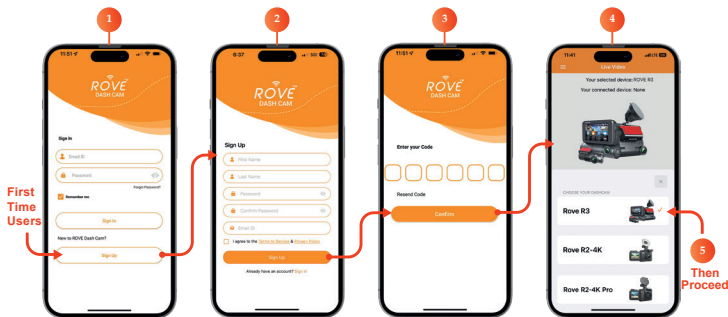 1
2
3
4
11:51
ROVE
DASH CAM
Sign In
Email ID
Password
Forgot Password?
Remember me
Sign In
New to ROVE Dash Cam?
Sign Up
First
Time
Users
6:37
5G
ROVE
DASH CAM
Sign Up
First Name
Last Name
Password
Confirm Password
Email ID
I agree to the Terms to Service & Privacy Policy
Sign Up
Already have an account? Sign In
11:51
ROVE
DASH CAM
Enter your Code
Resend Code
Confirm
11:41
LTE
Live Video
Your selected device:ROVE R3
Your connected device: None
CHOOSE YOUR DASHCAM
Rove R3
Rove R2-4K
Rove R2-4K Pro
5
Then
Proceed